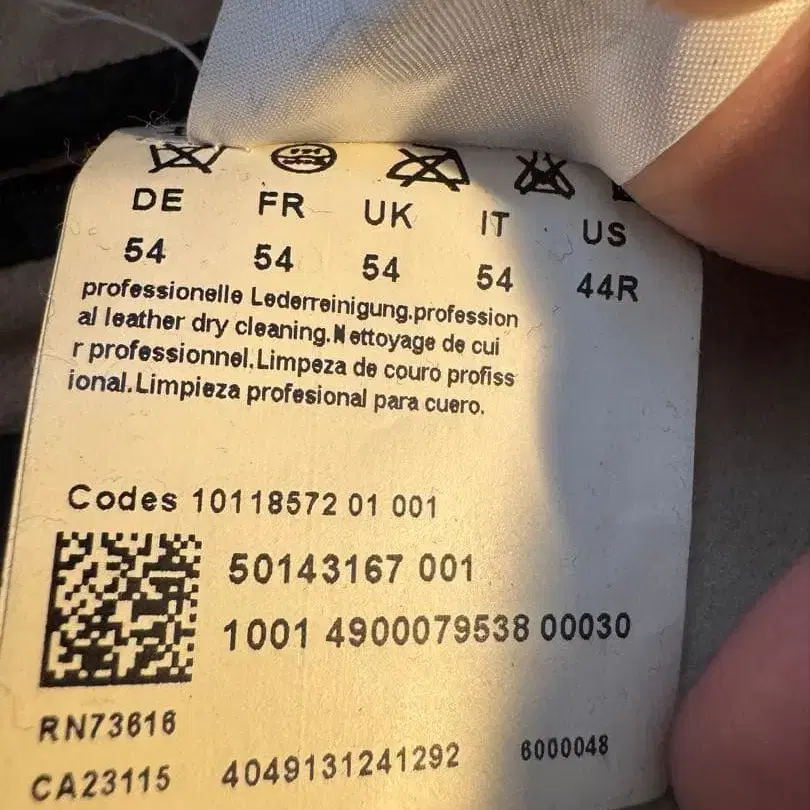 DE FR UK IT US
54 54 54 54 44R
professionelle Lederreinigung.profession
al leather dry cleaning.Nettoyage de cui
r professionnel.Limpeza de couro profiss
ional.Limpieza profesional para cuero.
Codes 10118572 01 001
50143167 001
1001 4900079538 00030
RN73616
CA23115 4049131241292 6000048